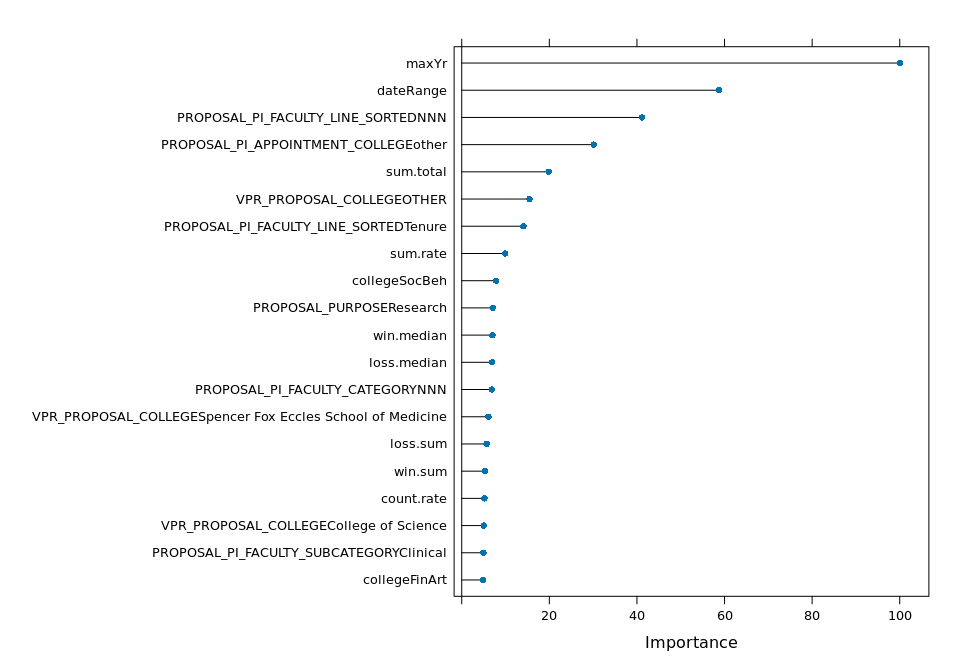 maxYr
dateRange
PROPOSAL_PI_FACULTY_LINE_SORTEDNNN
PROPOSAL_PI_APPOINTMENT_COLLEGEother
sum.total
VPR_PROPOSAL_COLLEGEOTHER
PROPOSAL_PI_FACULTY_LINE_SORTEDTenure
sum.rate
collegeSocBeh
PROPOSAL_PURPOSEResearch
win.median
loss.median
PROPOSAL_PI_FACULTY_CATEGORYNNN
VPR_PROPOSAL_COLLEGESpencer Fox Eccles School of Medicine
loss.sum
win.sum
count.rate
VPR_PROPOSAL_COLLEGECollege of Science
PROPOSAL_PI_FACULTY_SUBCATEGORYClinical
collegeFinArt
20 40 60 80 100
Importance